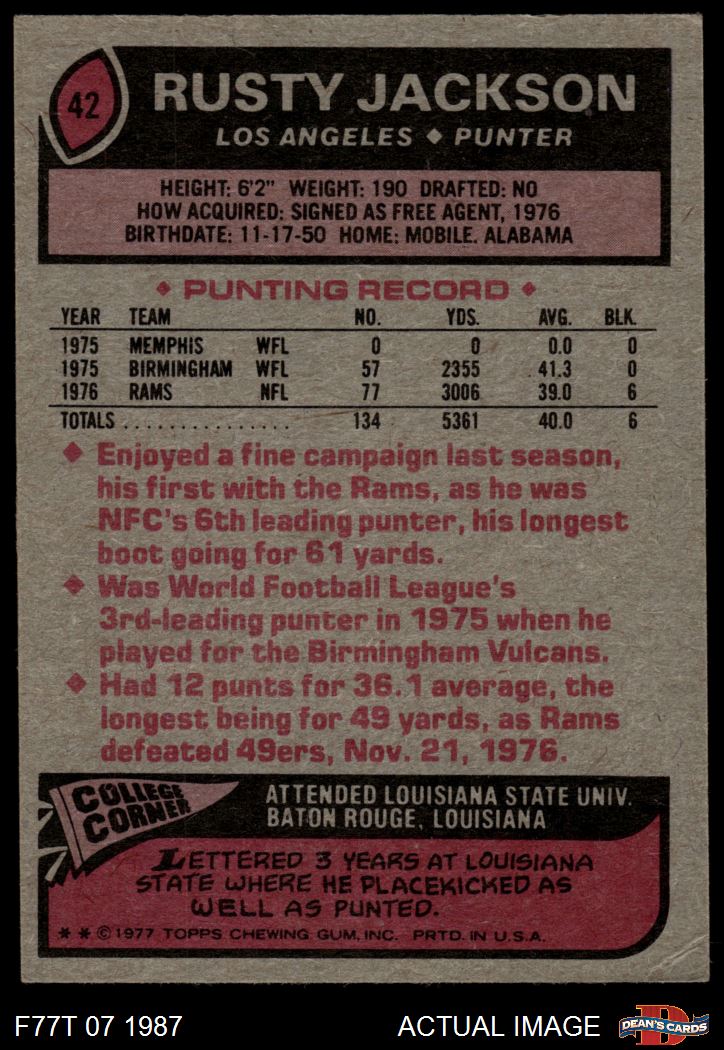 42
RUSTY JACKSON
LOS ANGELES ◆ PUNTER
HEIGHT: 6'2" WEIGHT: 190 DRAFTED: NO
HOW ACQUIRED: SIGNED AS FREE AGENT, 1976
BIRTHDATE: 11-17-50 HOME: MOBILE. ALABAMA
◆ PUNTING RECORD ◆
YEAR TEAM NO. YDS. AVG. BLK.
1975 MEMPHIS WFL 0 0 0.0 0
1975 BIRMINGHAM WFL 57 2355 41.3 0
1976 RAMS NFL 77 3006 39.0 6
TOTALS ................ 134 5361 40.0 6
◆ Enjoyed a fine campaign last season,
his first with the Rams, as he was
NFC's 6th leading punter, his longest
boot going for 61 yards.
◆ Was World Football League's
3rd-leading punter in 1975 when he
played for the Birmingham Vulcans.
◆ Had 12 punts for 36.1 average, the
longest being for 49 yards, as Rams
defeated 49ers, Nov. 21, 1976.
COLLEGE
CORNER
ATTENDED LOUISIANA STATE UNIV.
BATON ROUGE, LOUISIANA
LETTERED 3 YEARS AT LOUISIANA
STATE WHERE HE PLACEKICKED AS
WELL AS PUNTED.
* * © 1977 TOPPS CHEWING GUM, INC. PRTD. IN U.S.A.
F77T 07 1987
ACTUAL IMAGE
D
DEAN'S CARDS